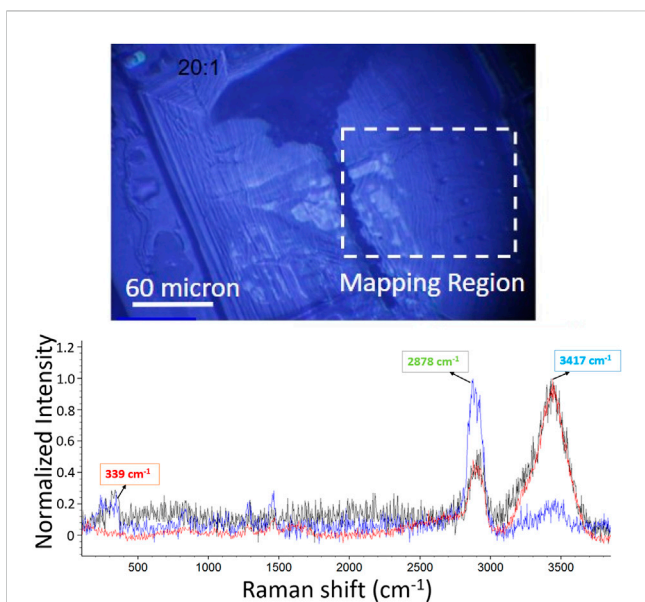 20:1
60 micron
Mapping Region
Normalized Intensity
1.2
1.0
0.8
0.6
0.4
0.2
0
339 cm-1
2878 cm-1
3417 cm-1
500
1000
1500
2000
2500
3000
3500
Raman shift (cm-1)